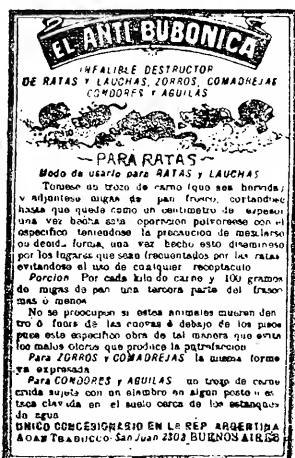 EL ANTI-BUBONICA
INFALIBLE DESTRUCTOR
DE RATAS Y LAUCHAS, ZORROS, COMADREJAS
CONDORES Y AGUILAS
PARA RATAS
Modo de usarlo para RATAS y LAUCHAS
Tomese un trozo de carne (que sea hervida)
y adjuntese migas de pan fresco, cortandose
hasta que quede como un centimetro de espesor
una vez hecha esta operacion polvoreese con el
especifico teniendose la precaucion de mezclarlo
ou decida forma, una vez hecho esto diseminese
por los lugares que sean frecuentados por las ratas
evitandose el uso de cualquier receptaculo
Porcion Por cada kilo de carne y 100 gramos
de migas de pan una tercera parte del frasco
mas ó menos
No se preocupen si estos animales mueren den
tro ó fuera de las cuevas ó debajo de los pisos
pues este especifico obra de tal manera que evita
los malos olores que produce la putrefaccion
Para ZORROS y COMADREJAS la misma forma
ya expresada
Para CONDORES y AGUILAS un trozo de carne
cruda sujeta con un alambre en algun poste o es
taca clavada en el suelo cerca de los estanques
de agua
UNICO CONCESIONARIO EN LA REP ARGENTINA
San Juan 2303 BUENOS AIRES